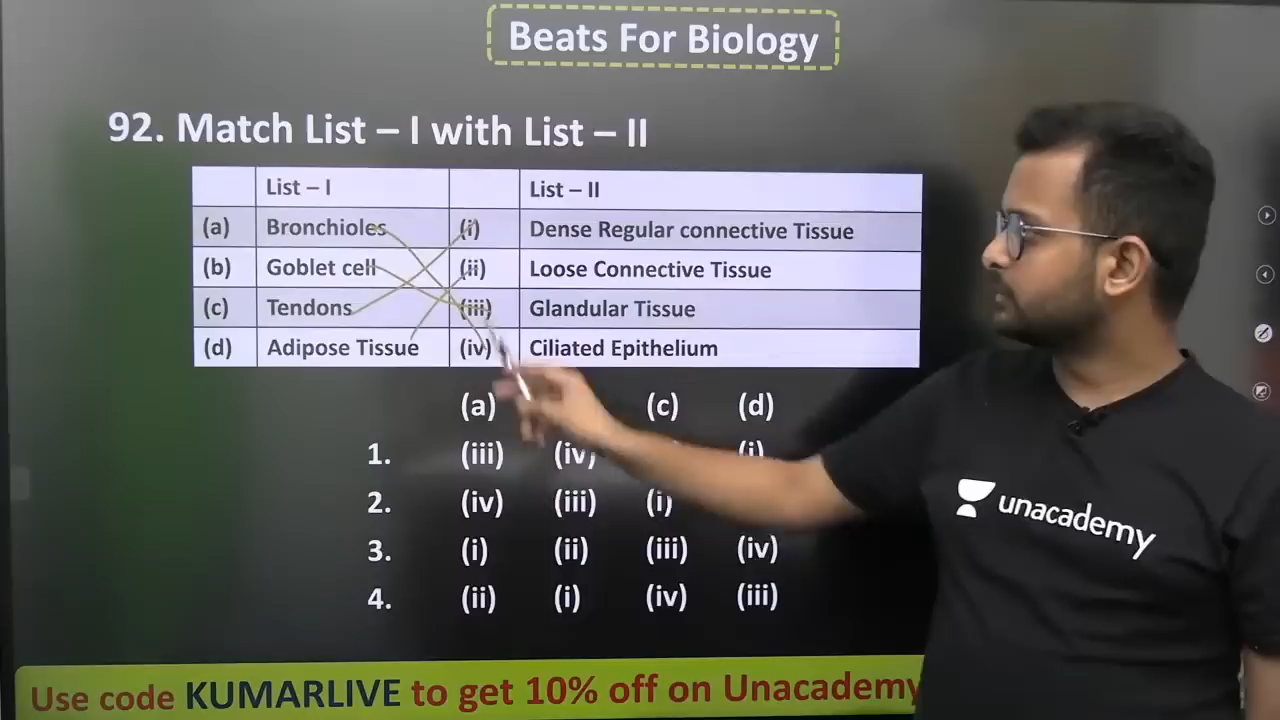 Beats For Biology
92. Match List – I with List – II
List – I List – II
(a) Bronchioles (i) Dense Regular connective Tissue
(b) Goblet cell (ii) Loose Connective Tissue
(c) Tendons (iii) Glandular Tissue
(d) Adipose Tissue (iv) Ciliated Epithelium
(a) (c) (d)
1. (iii) (iv) (i)
2. (iv) (iii) (i)
3. (i) (ii) (iii) (iv)
4. (ii) (i) (iv) (iii)
unacademy
Use code KUMARLIVE to get 10% off on Unacademy